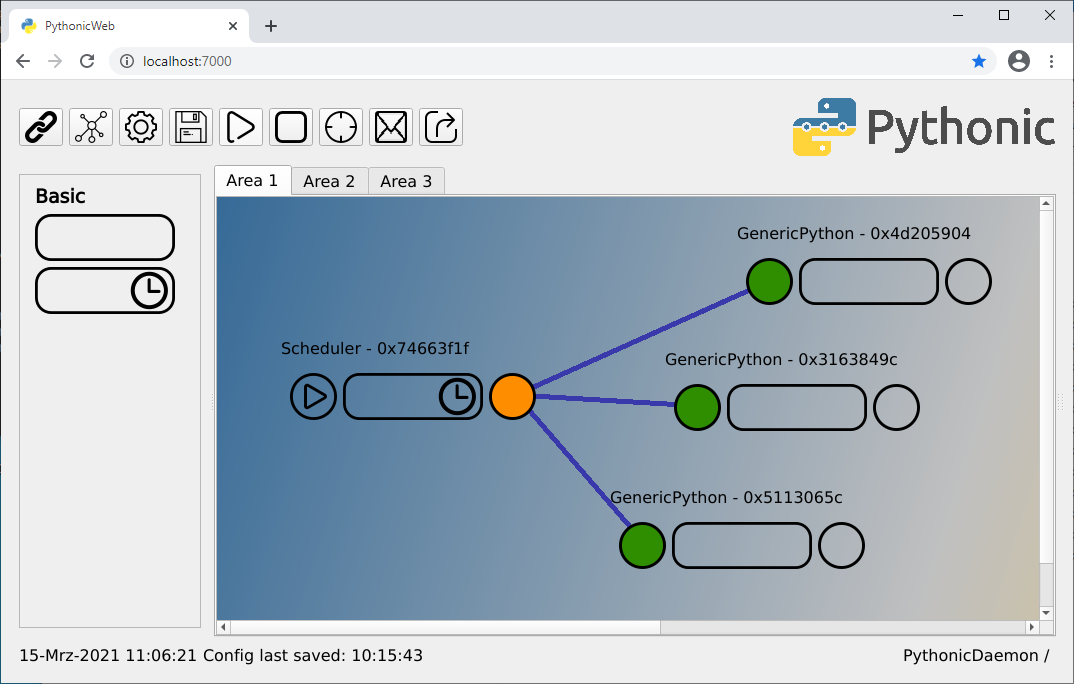 PythonicWeb
localhost:7000
Pythonic
Basic
Area 1
Area 2
Area 3
GenericPython - 0x4d205904
Scheduler - 0x74663f1f
GenericPython - 0x3163849c
GenericPython - 0x5113065c
15-Mrz-2021 11:06:21 Config last saved: 10:15:43
PythonicDaemon /